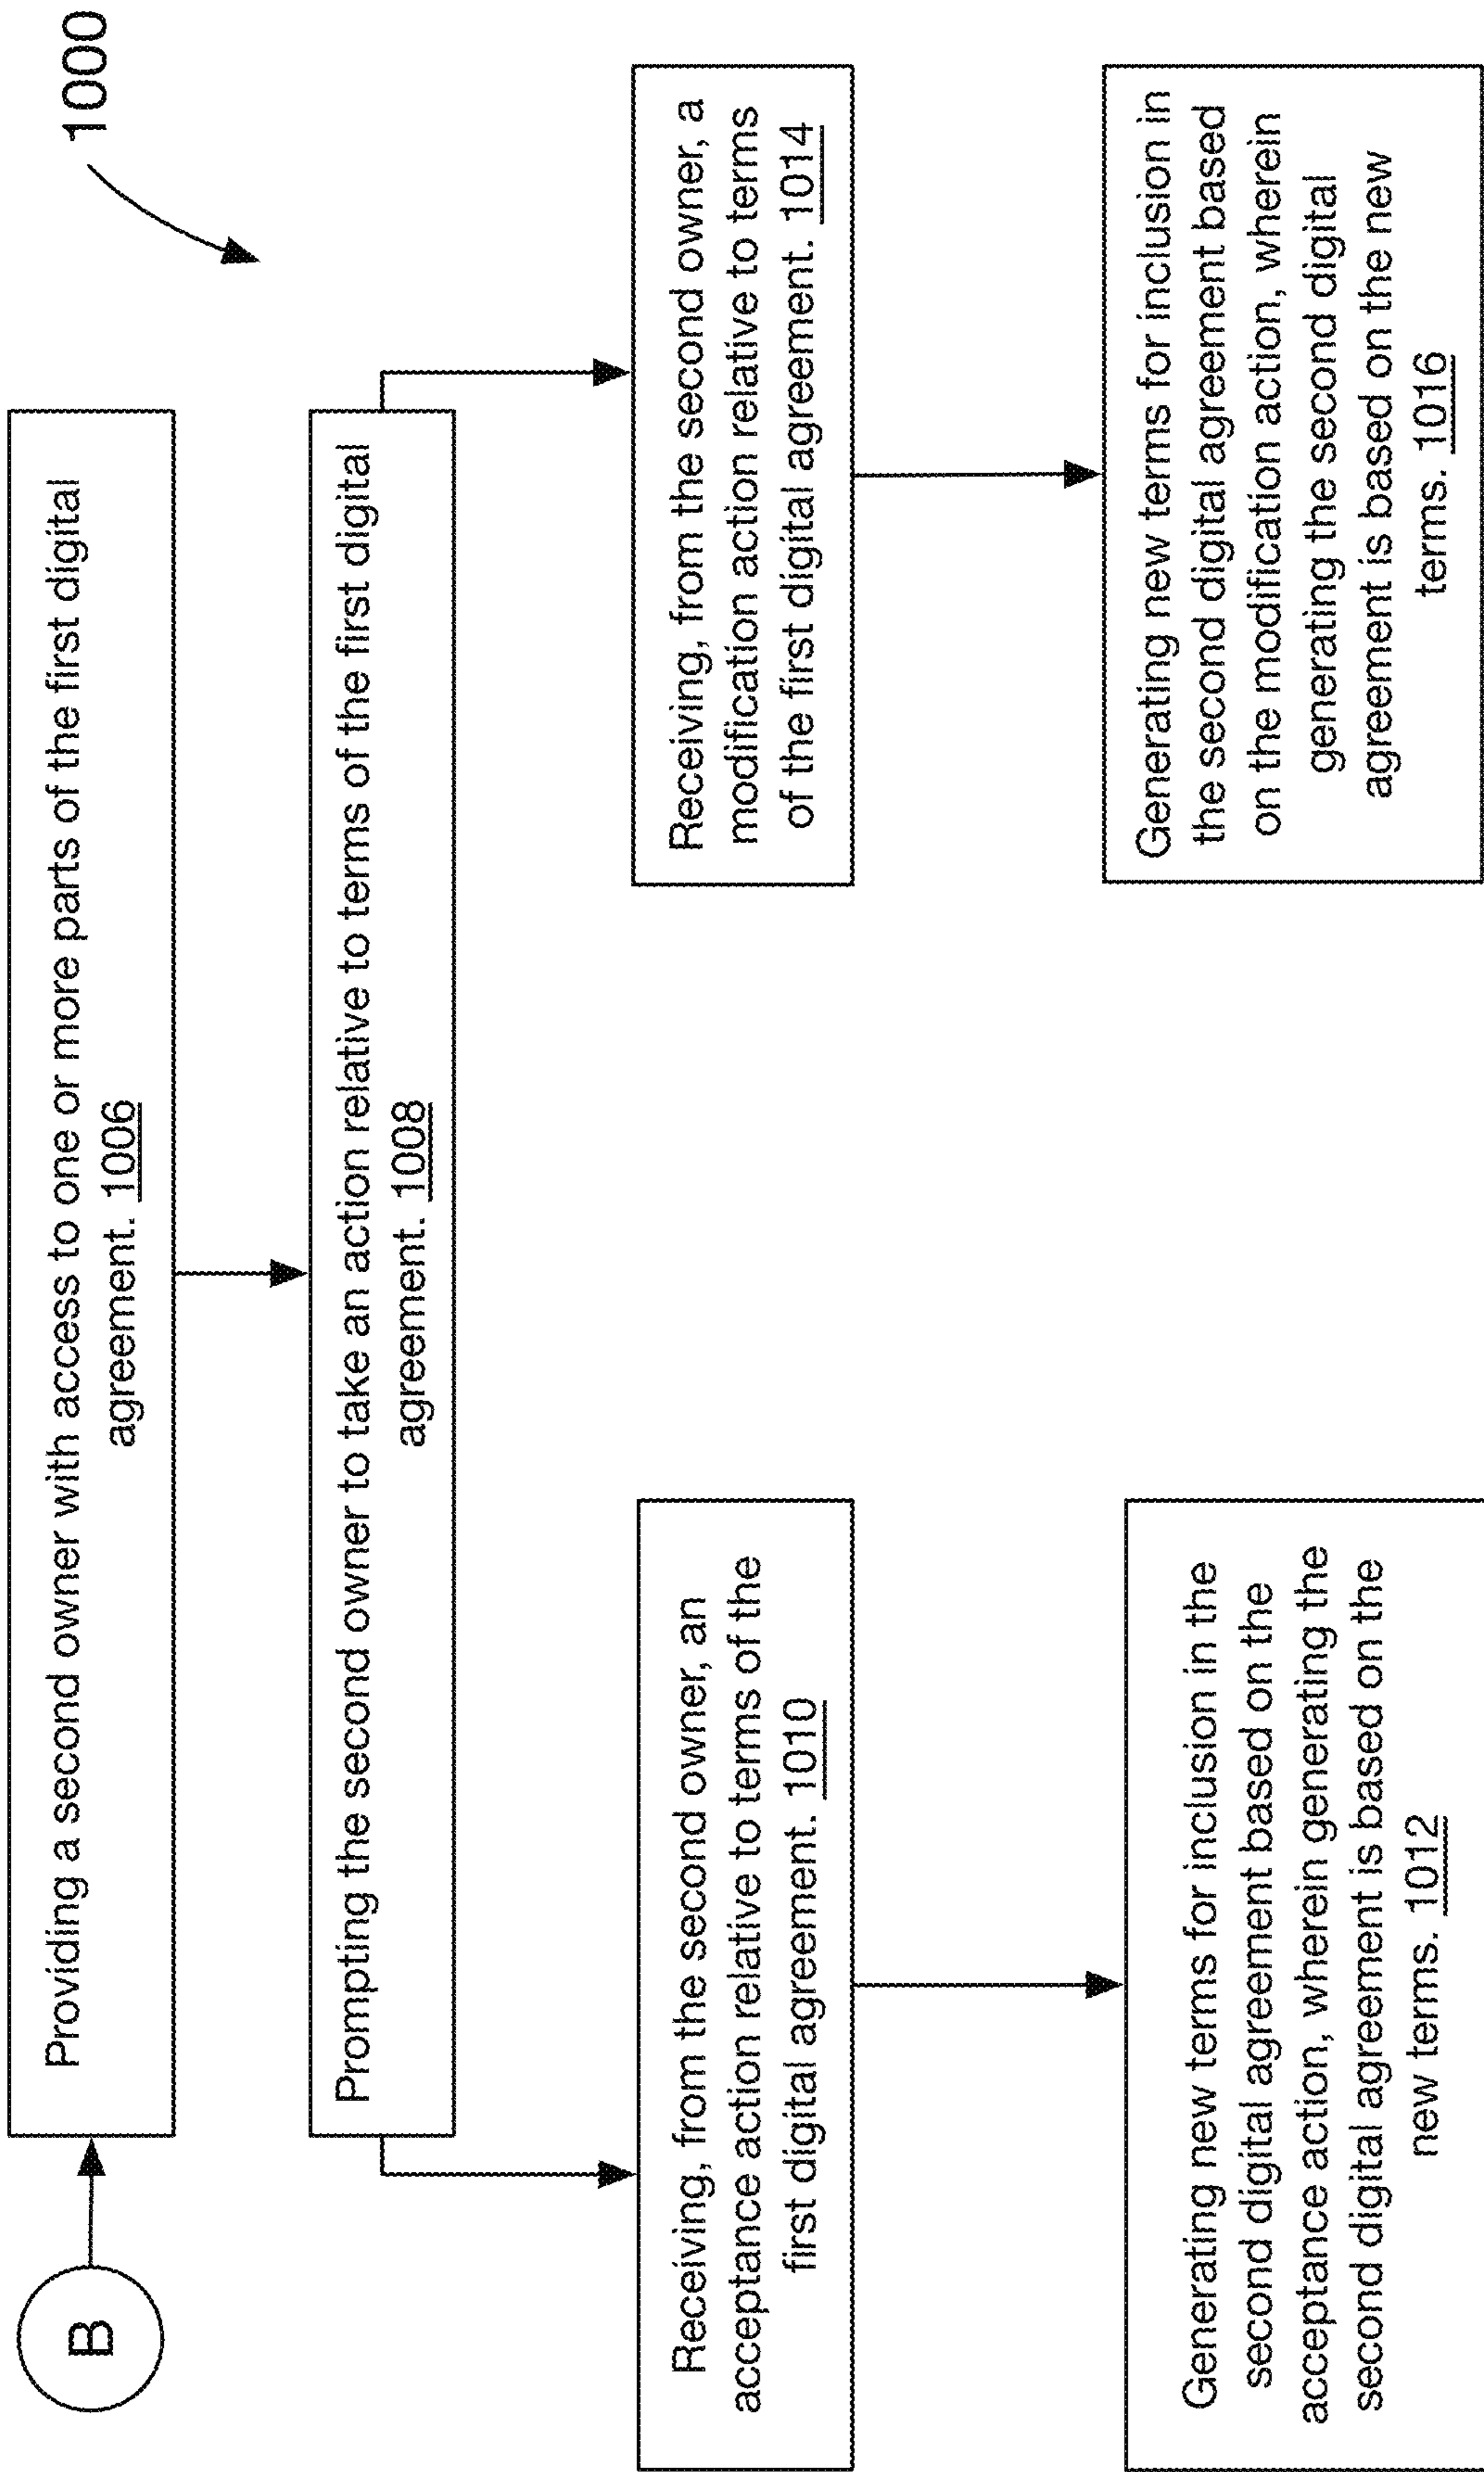 1000
B
Providing a second owner with access to one or more parts of the first digital
agreement. 1006
Prompting the second owner to take an action relative to terms of the first digital
agreement. 1008
Receiving, from the second owner, an
acceptance action relative to terms of the
first digital agreement. 1010
Receiving, from the second owner, a
modification action relative to terms
of the first digital agreement. 1014
Generating new terms for inclusion in the
second digital agreement based on the
acceptance action, wherein generating the
second digital agreement is based on the
new terms. 1012
Generating new terms for inclusion in
the second digital agreement based
on the modification action, wherein
generating the second digital
agreement is based on the new
terms. 1016